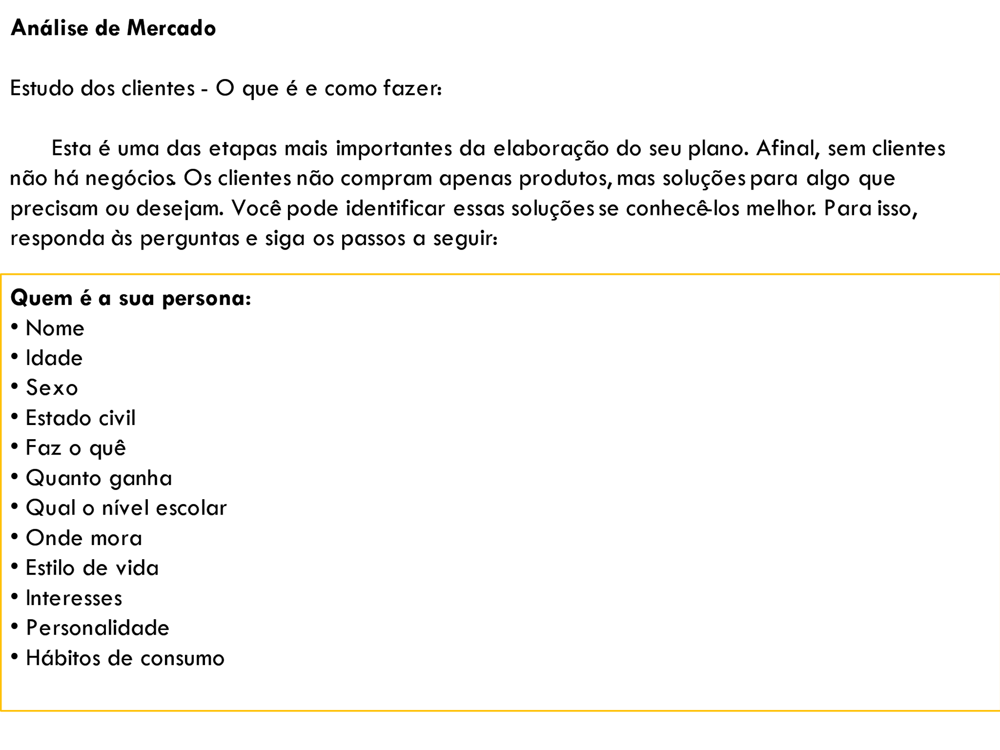 Análise de Mercado
Estudo dos clientes - O que é e como fazer:
Esta é uma das etapas mais importantes da elaboração do seu plano. Afinal, sem clientes
não há negócios. Os clientes não compram apenas produtos, mas soluções para algo que
precisam ou desejam. Você pode identificar essas soluções se conhecê-los melhor. Para isso,
responda às perguntas e siga os passos a seguir:
Quem é a sua persona:
• Nome
• Idade
• Sexo
• Estado civil
• Faz o quê
• Quanto ganha
• Qual o nível escolar
• Onde mora
• Estilo de vida
• Interesses
• Personalidade
• Hábitos de consumo